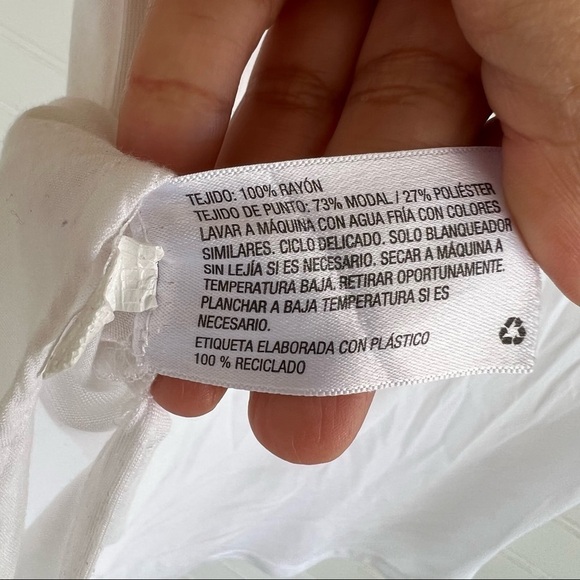 TEJIDO: 100% RAYÓN
TEJIDO DE PUNTO: 73% MODAL / 27% POLIÉSTER
LAVAR A MÁQUINA CON AGUA FRÍA CON COLORES
SIMILARES. CICLO DELICADO. SOLO BLANQUEADOR
SIN LEJÍA SI ES NECESARIO. SECAR A MÁQUINA A
TEMPERATURA BAJA. RETIRAR OPORTUNAMENTE.
PLANCHAR A BAJA TEMPERATURA SI ES
NECESARIO.
ETIQUETA ELABORADA CON PLÁSTICO
100 % RECICLADO